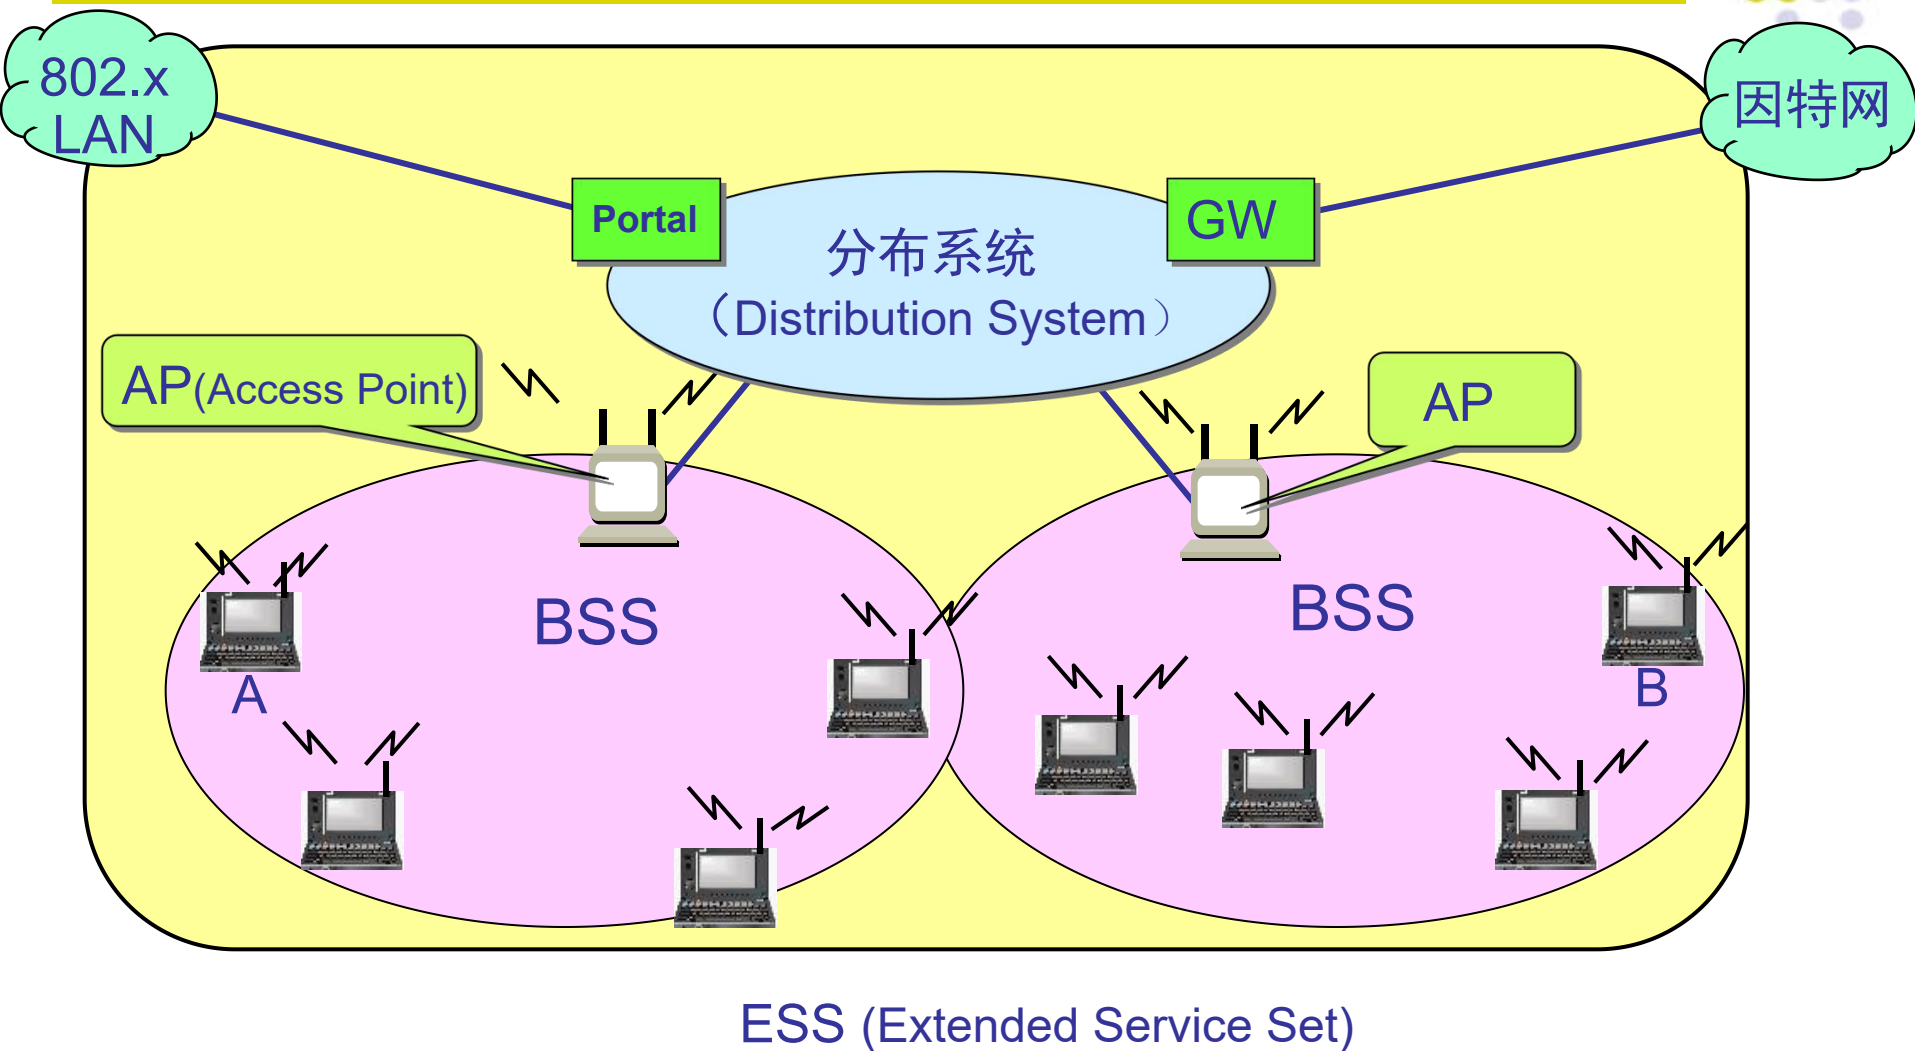 802.x
LAN
因特网
Portal
GW
分布系统
（Distribution System）
AP(Access Point)
AP
BSS
BSS
A
B
ESS (Extended Service Set)